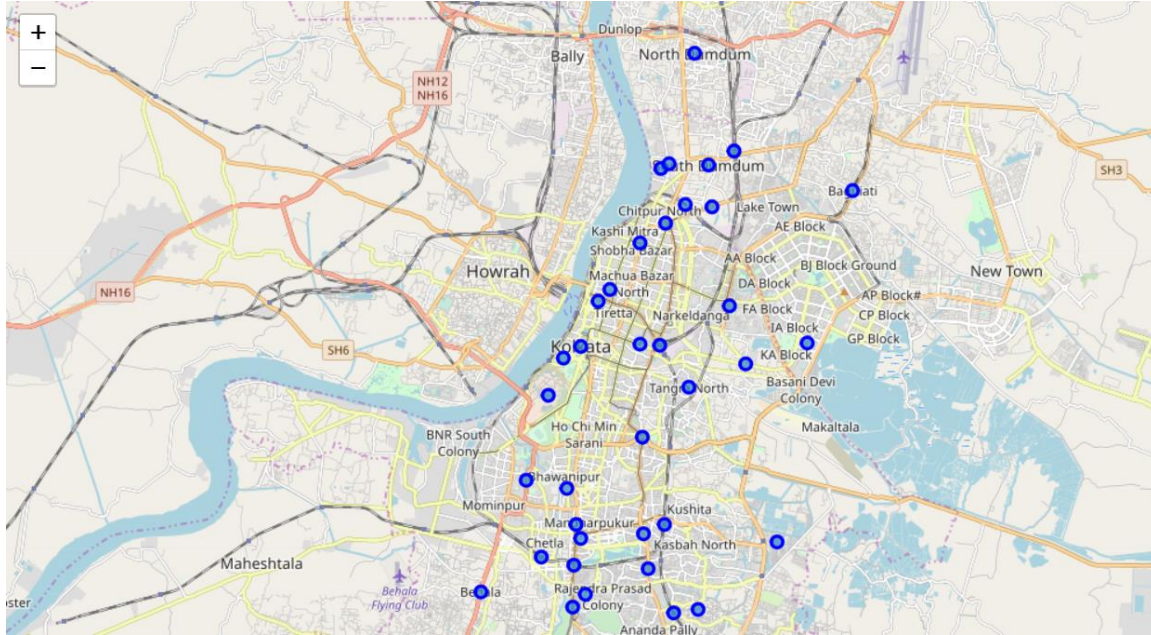 +
−
Dunlop
Bally
North Dumdum
NH12
NH16
South Dumdum
SH3
Baguiati
Lake Town
Chitpur North
AE Block
Kashi Mitra
Shobha Bazar
AA Block
BJ Block Ground
Howrah
Machua Bazar
North
New Town
DA Block
NH16
AP Block#
Tiretta
Narkeldanga
FA Block
CP Block
IA Block
GP Block
SH6
Kolkata
KA Block
Tangra North
Basani Devi
Colony
Ho Chi Min
Sarani
Makaltala
BNR South
Colony
Bhawanipur
Mominpur
Kushita
Manoharpukur
Chetla
Kasbah North
Maheshtala
Behala
Flying Club
Behala
Rajendra Prasad
Colony
Ananda Pally